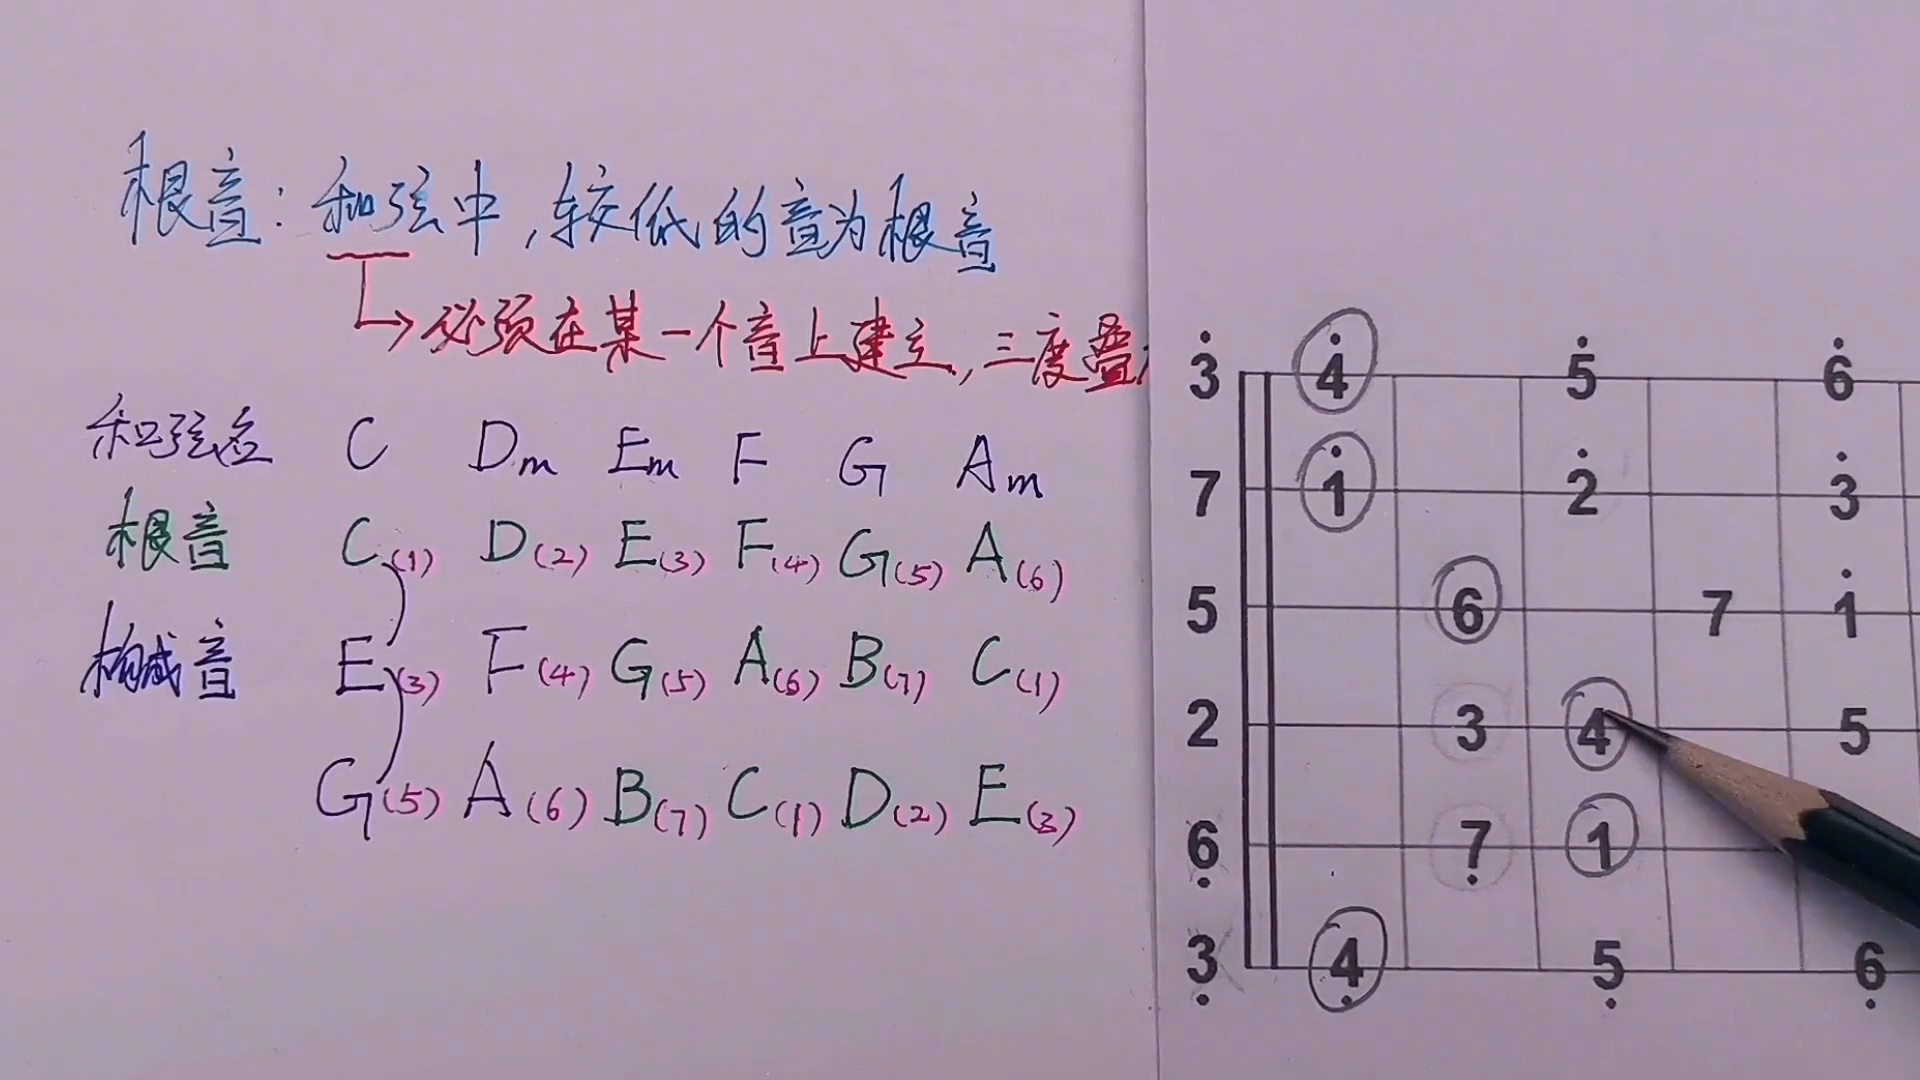 根音：和弦中，较低的音为根音
→必须在某一个音上建立，三度叠
和弦名 C Dm Em F G Am
根音 C(1) D(2) E(3) F(4) G(5) A(6)
构成音 E(3) F(4) G(5) A(6) B(7) C(1)
G(5) A(6) B(7) C(1) D(2) E(3)
3 4 5 6
7 1 2 3
5 6 7 1
2 3 4 5
6 7 1
3 4 5 6